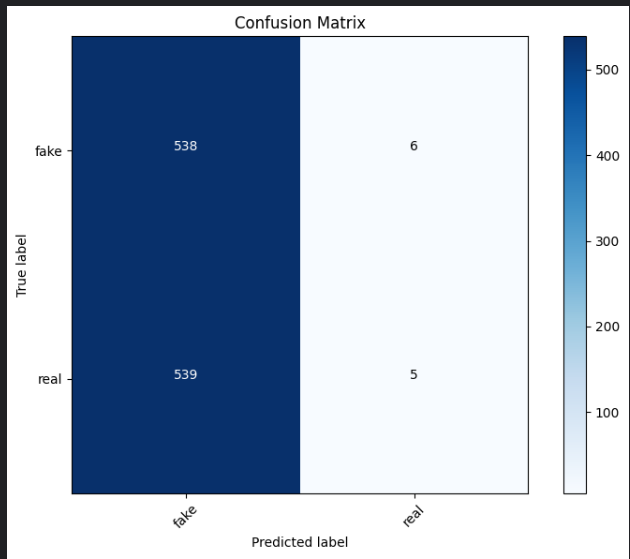 Confusion Matrix
fake 538 6
real 539 5
fake real
True label
Predicted label
500
400
300
200
100